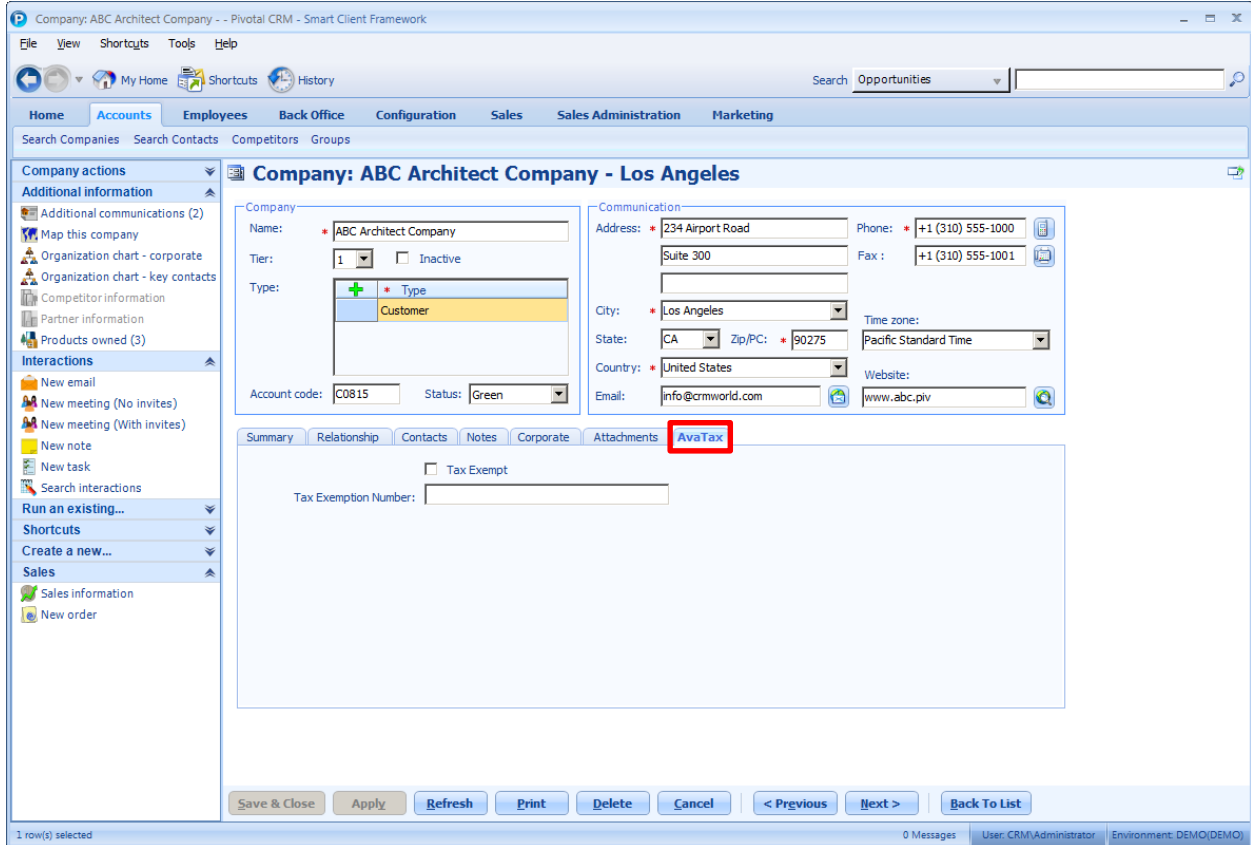 Company: ABC Architect Company - - Pivotal CRM - Smart Client Framework
File View Shortcuts Tools Help
My Home Shortcuts History Search Opportunities
Home Accounts Employees Back Office Configuration Sales Sales Administration Marketing
Search Companies Search Contacts Competitors Groups
Company actions
Additional information
Additional communications (2)
Map this company
Organization chart - corporate
Organization chart - key contacts
Competitor information
Partner information
Products owned (3)
Interactions
New email
New meeting (No invites)
New meeting (With invites)
New note
New task
Search interactions
Run an existing...
Shortcuts
Create a new...
Sales
Sales information
New order
Company: ABC Architect Company - Los Angeles
Company
Name: * ABC Architect Company
Tier: 1 Inactive
Type: * Type
Customer
Account code: C0815 Status: Green
Communication
Address: * 234 Airport Road Phone: * +1 (310) 555-1000
Suite 300 Fax : +1 (310) 555-1001
City: * Los Angeles Time zone:
State: CA Zip/PC: * 90275 Pacific Standard Time
Country: * United States Website:
Email: info@crmworld.com www.abc.piv
Summary Relationship Contacts Notes Corporate Attachments AvaTax
Tax Exempt
Tax Exemption Number:
Save & Close Apply Refresh Print Delete Cancel < Previous Next > Back To List
1 row(s) selected 0 Messages User: CRM\Administrator Environment: DEMO(DEMO)